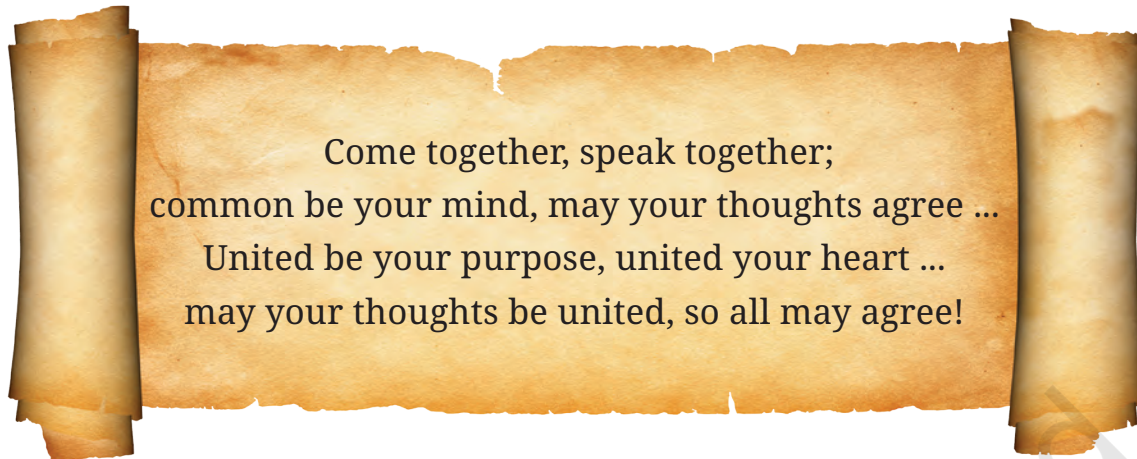 Come together, speak together;
common be your mind, may your thoughts agree ...
United be your purpose, united your heart ...
may your thoughts be united, so all may agree!